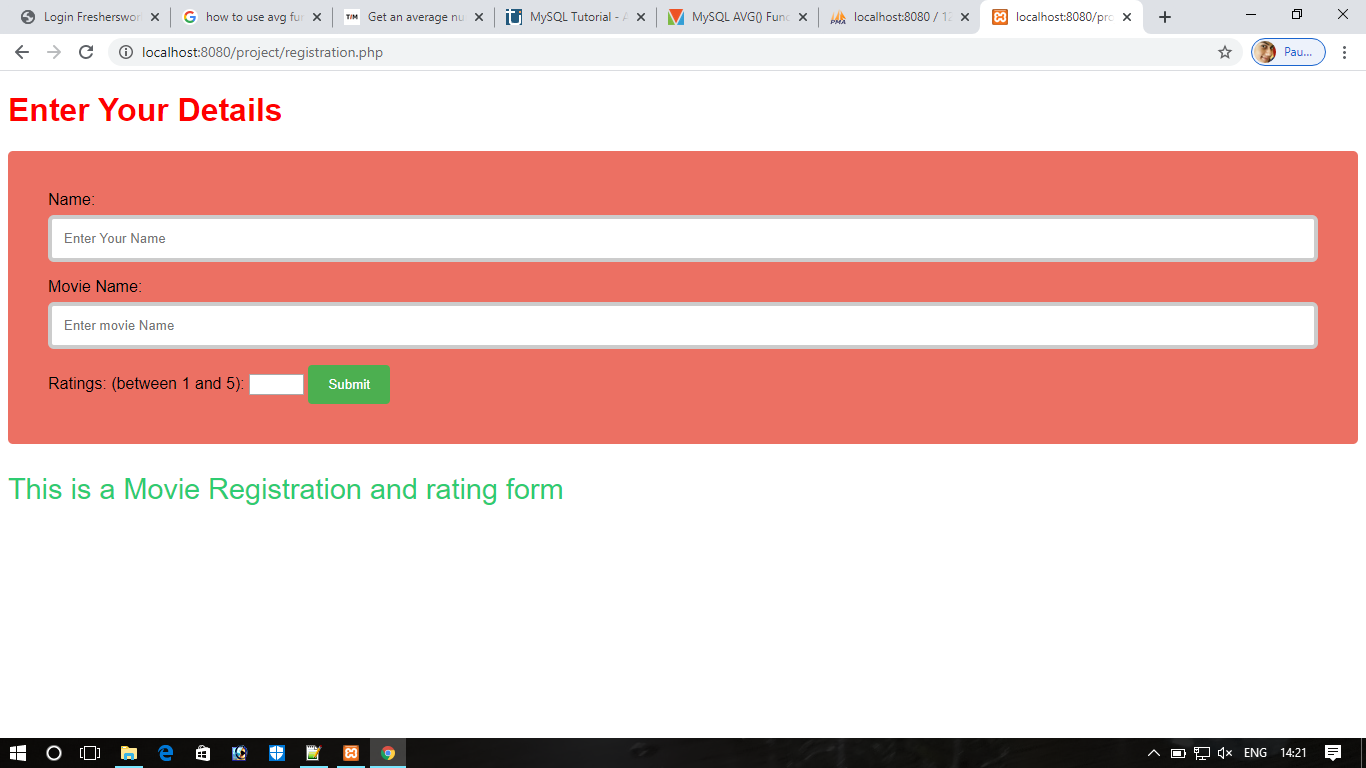 Login Freshersworl
how to use avg fun
Get an average nu
MySQL Tutorial - A
MySQL AVG() Func
localhost:8080 / 12
localhost:8080/pro
localhost:8080/project/registration.php
Pau...
Enter Your Details
Name:
Enter Your Name
Movie Name:
Enter movie Name
Ratings: (between 1 and 5):
Submit
This is a Movie Registration and rating form
ENG
14:21